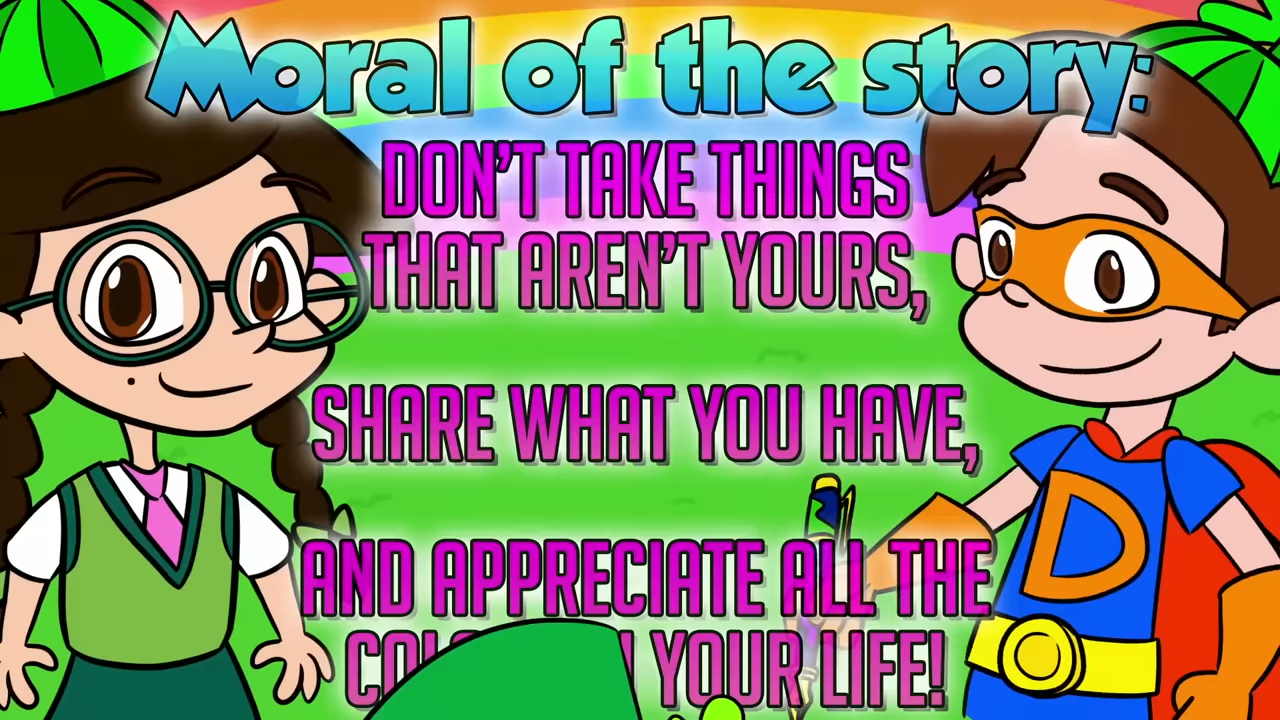 Moral of the story:
DON'T TAKE THINGS
THAT AREN'T YOURS,
SHARE WHAT YOU HAVE,
AND APPRECIATE ALL THE
YOUR LIFE!
D